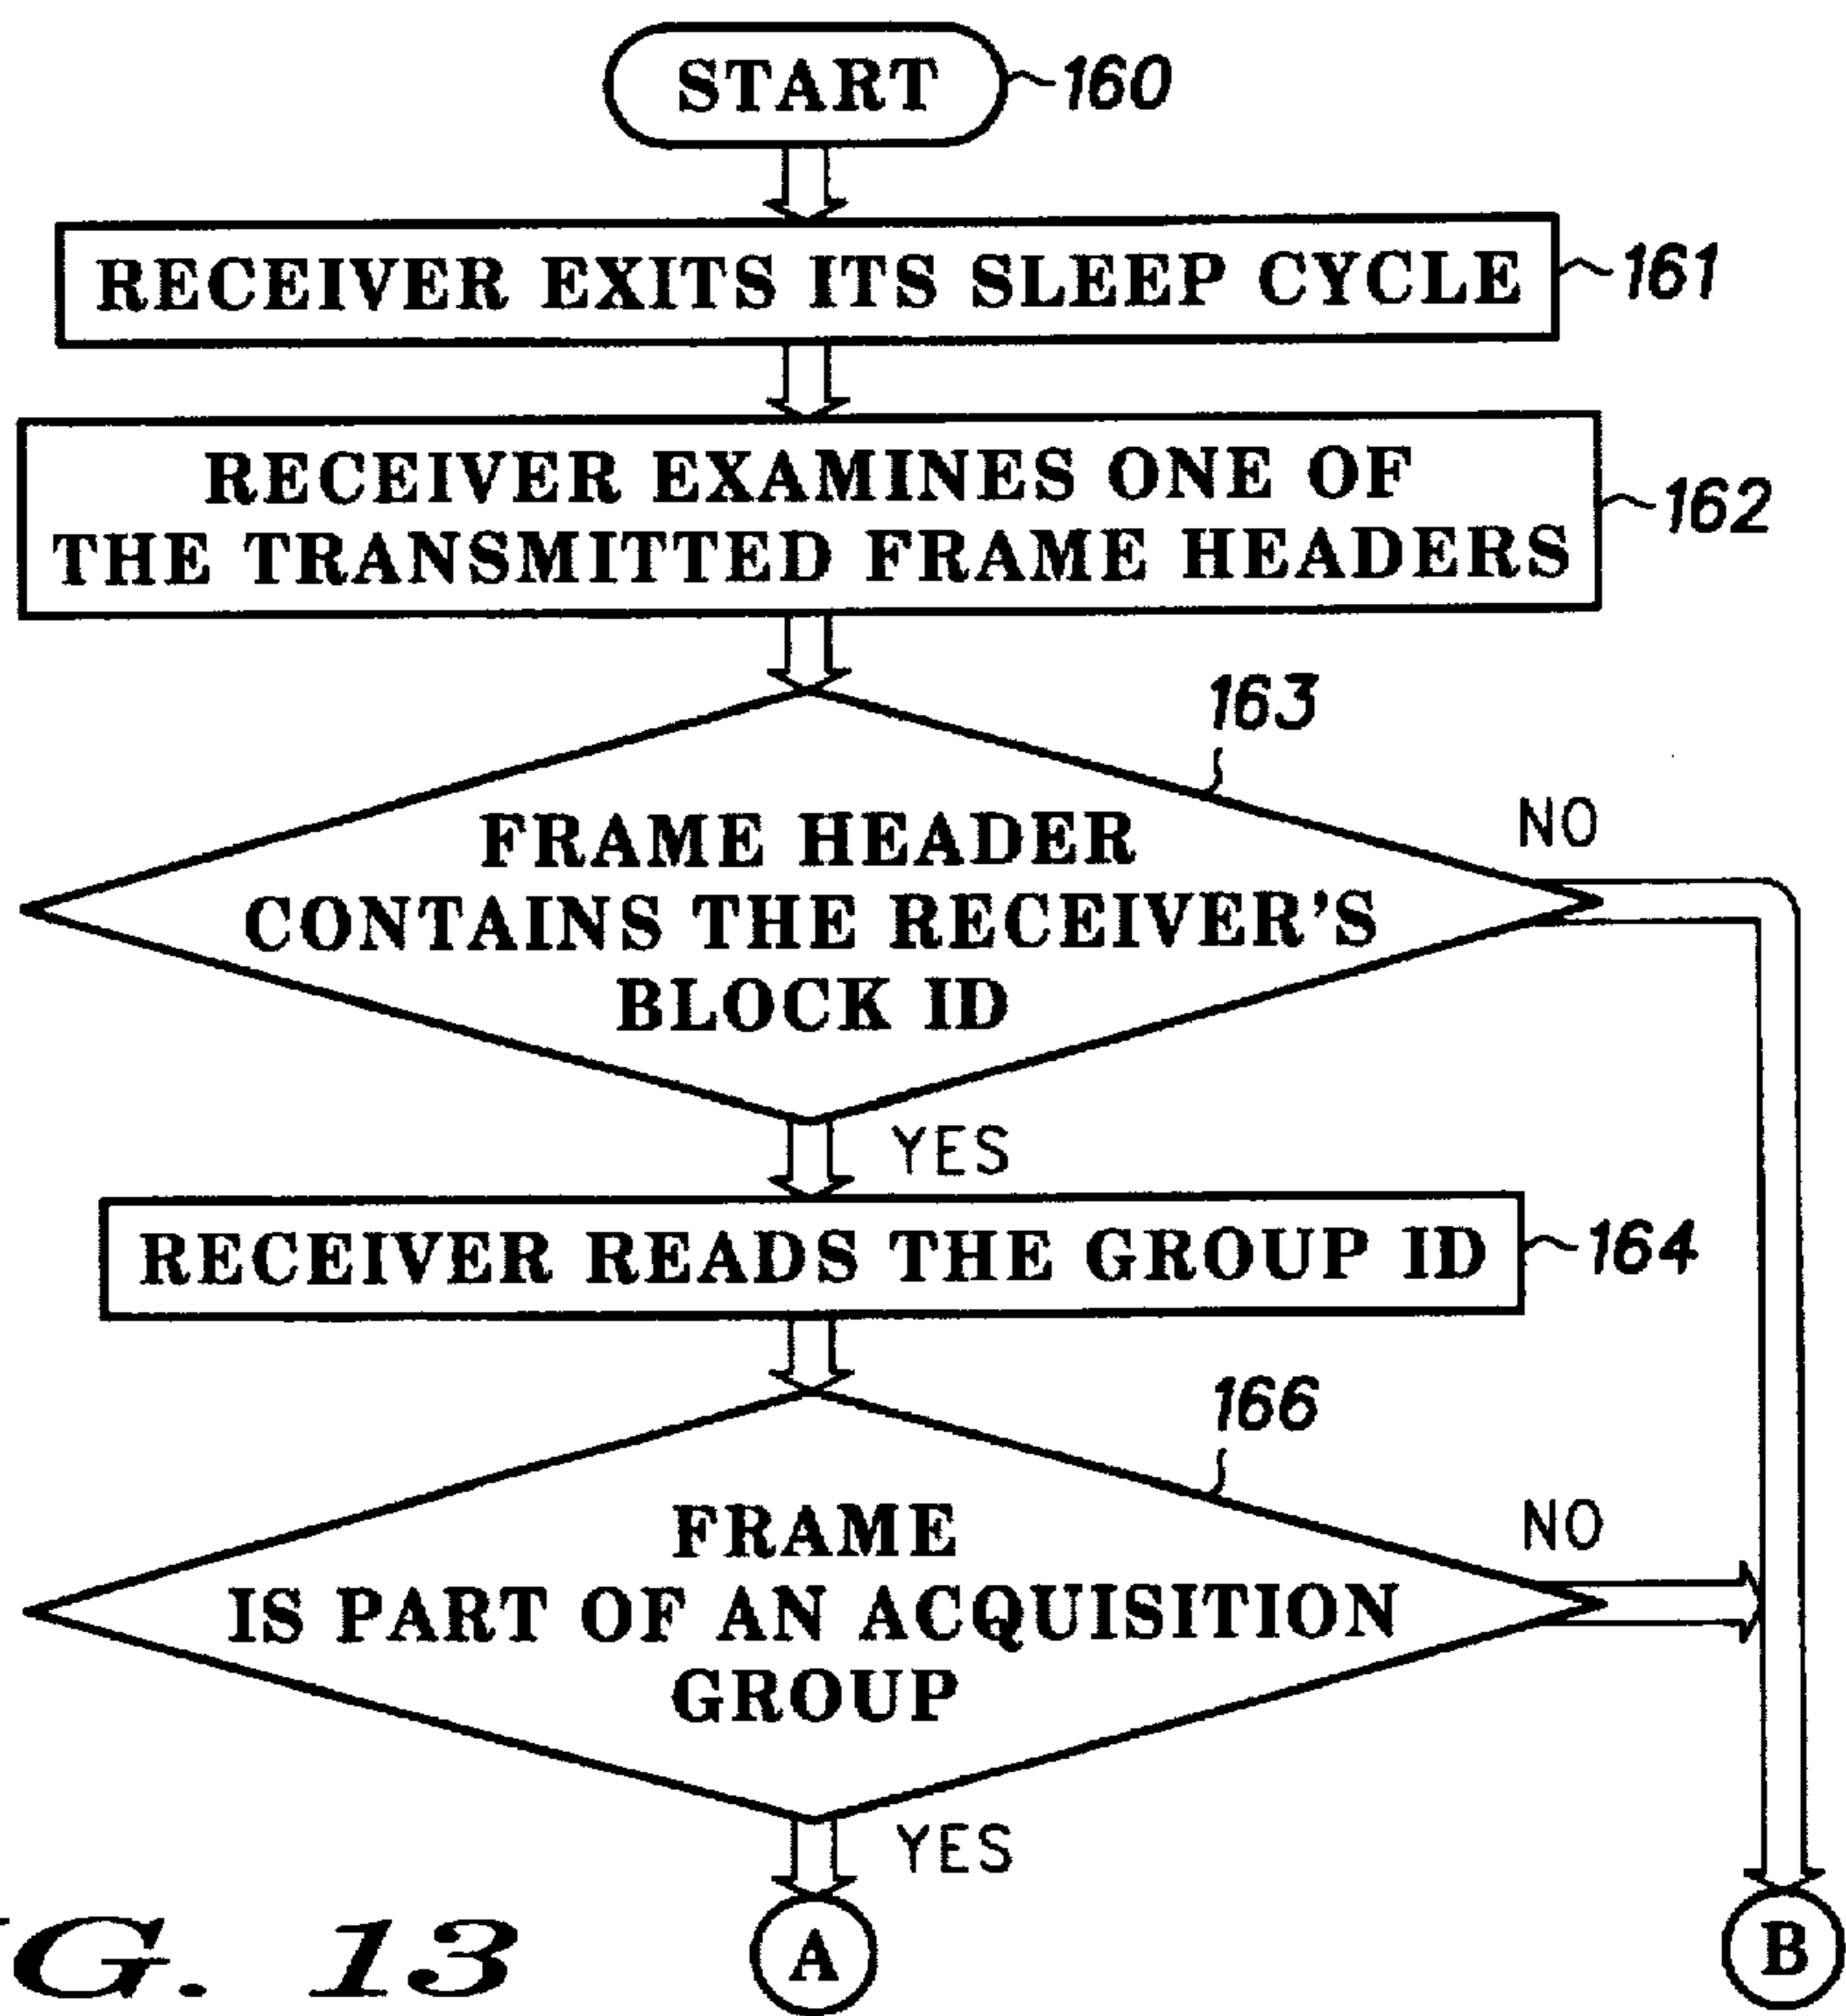 START
160
RECEIVER EXITS ITS SLEEP CYCLE
161
RECEIVER EXAMINES ONE OF
THE TRANSMITTED FRAME HEADERS
162
163
FRAME HEADER
CONTAINS THE RECEIVER'S
BLOCK ID
NO
YES
RECEIVER READS THE GROUP ID
164
166
FRAME
IS PART OF AN ACQUISITION
GROUP
NO
YES
A
B
G. 13